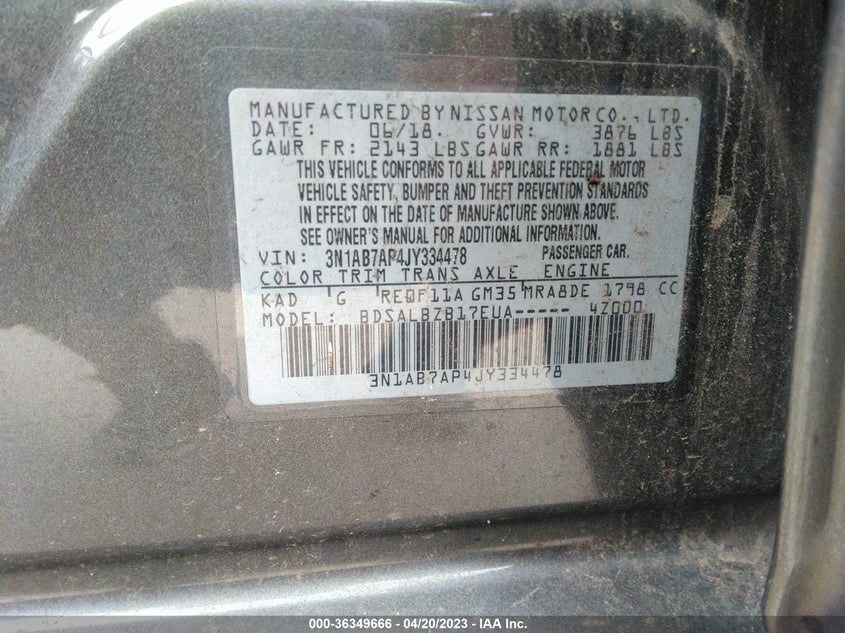 MANUFACTURED BY NISSAN MOTOR CO., LTD.
DATE: 06/18. GVWR: 3876 LBS
GAWR FR: 2143 LBS GAWR RR: 1881 LBS
THIS VEHICLE CONFORMS TO ALL APPLICABLE FEDERAL MOTOR
VEHICLE SAFETY, BUMPER AND THEFT PREVENTION STANDARDS
IN EFFECT ON THE DATE OF MANUFACTURE SHOWN ABOVE.
SEE OWNER'S MANUAL FOR ADDITIONAL INFORMATION.
VIN: 3N1AB7AP4JY334478 PASSENGER CAR.
COLOR TRIM TRANS AXLE ENGINE
KAD G RE0F11A GM35 MRA8DE 1798 CC
MODEL: BDSALBZB17EUA----- 4Z000
3N1AB7AP4JY334478
000-36349666 - 04/20/2023 - IAA Inc.